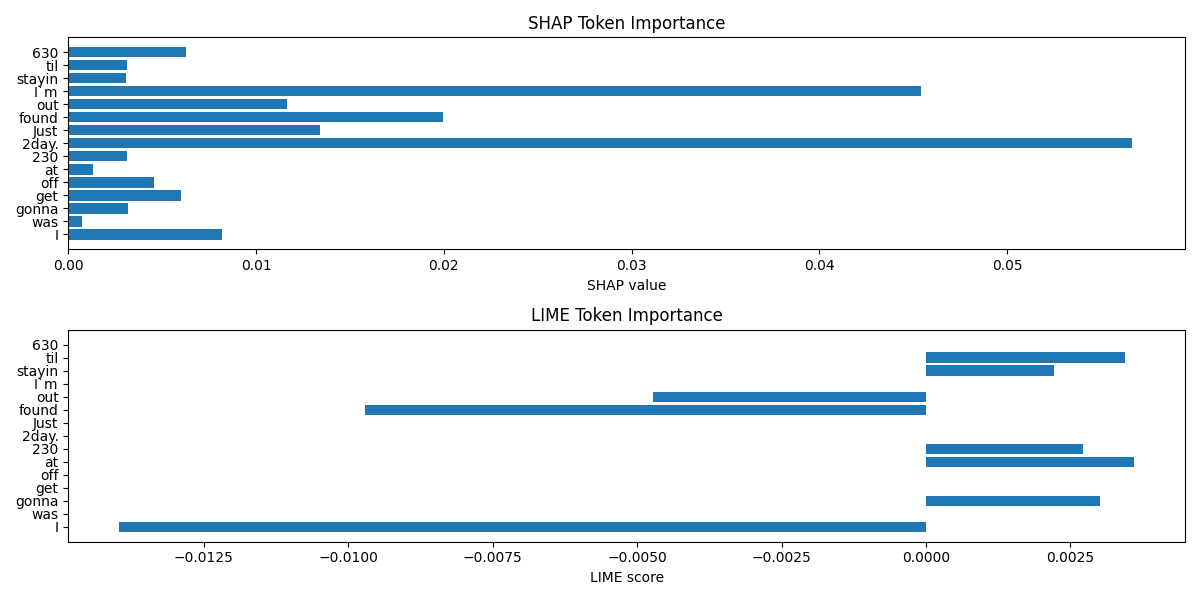 SHAP Token Importance
630
til
stayin
I`m
out
found
Just
2day.
230
at
off
get
gonna
was
I
0.00 0.01 0.02 0.03 0.04 0.05
SHAP value
LIME Token Importance
630
til
stayin
I`m
out
found
Just
2day.
230
at
off
get
gonna
was
I
−0.0125 −0.0100 −0.0075 −0.0050 −0.0025 0.0000 0.0025
LIME score